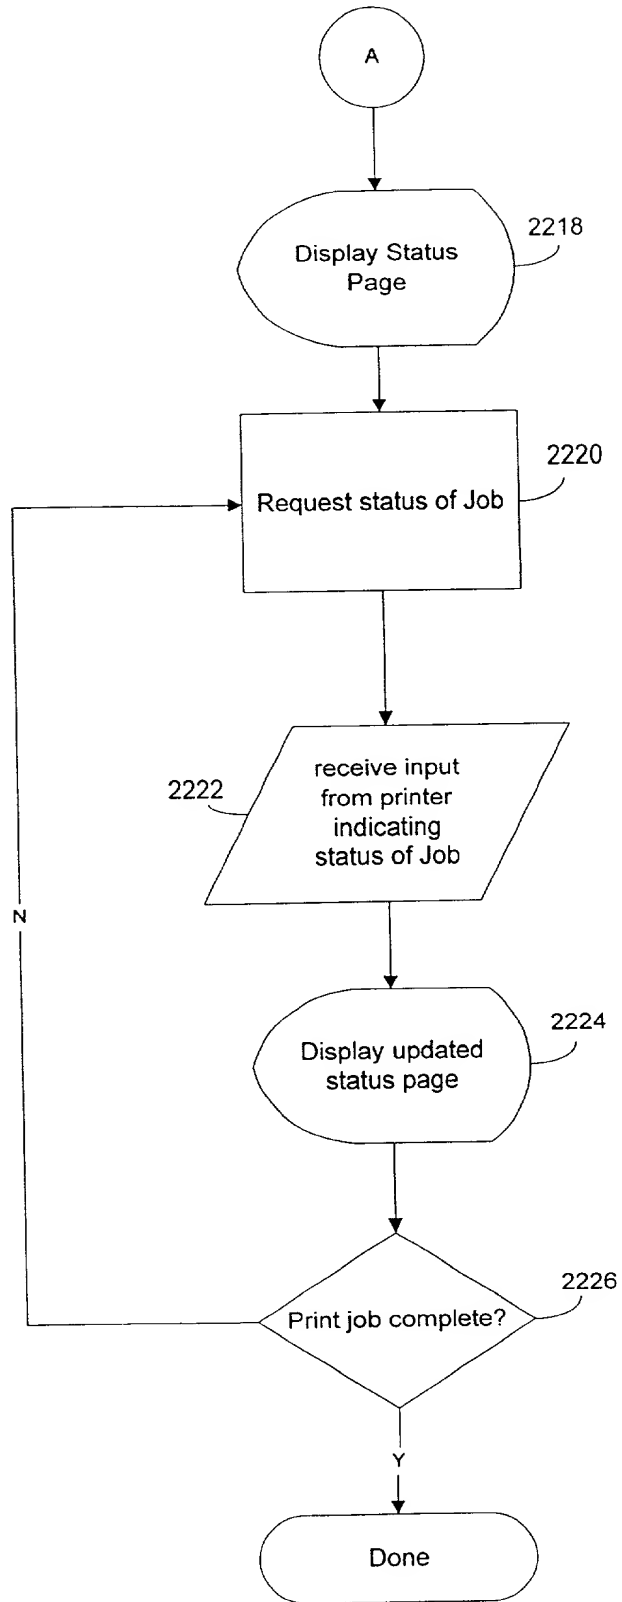 A
Display Status
Page
2218
Request status of Job
2220
receive input
from printer
indicating
status of Job
2222
N
Display updated
status page
2224
Print job complete?
2226
Y
Done